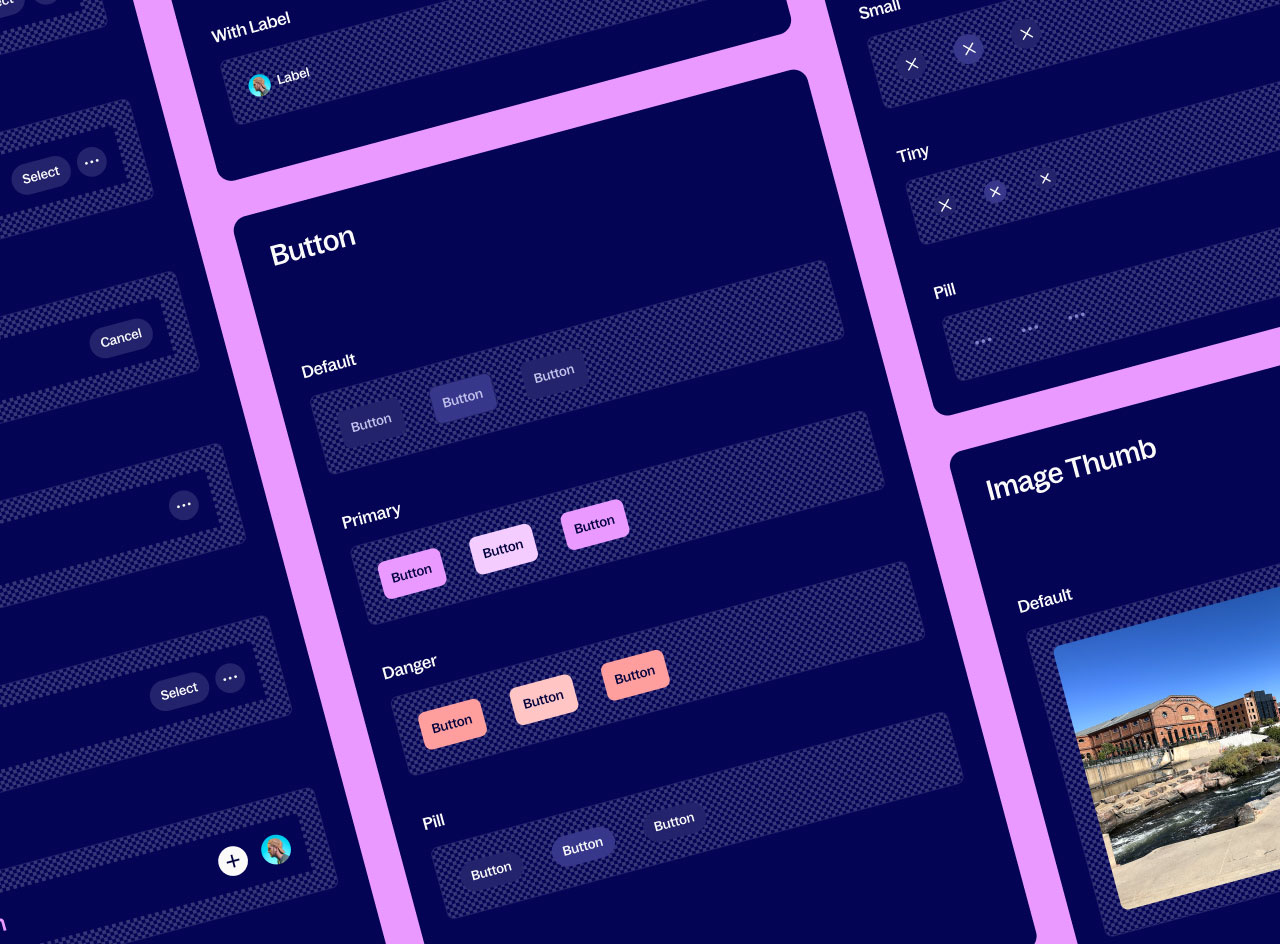 Select
Cancel
Select
With Label
Label
Button
Default
Button
Button
Button
Primary
Button
Button
Button
Danger
Button
Button
Button
Pill
Button
Button
Button
Small
Tiny
Pill
Image Thumb
Default